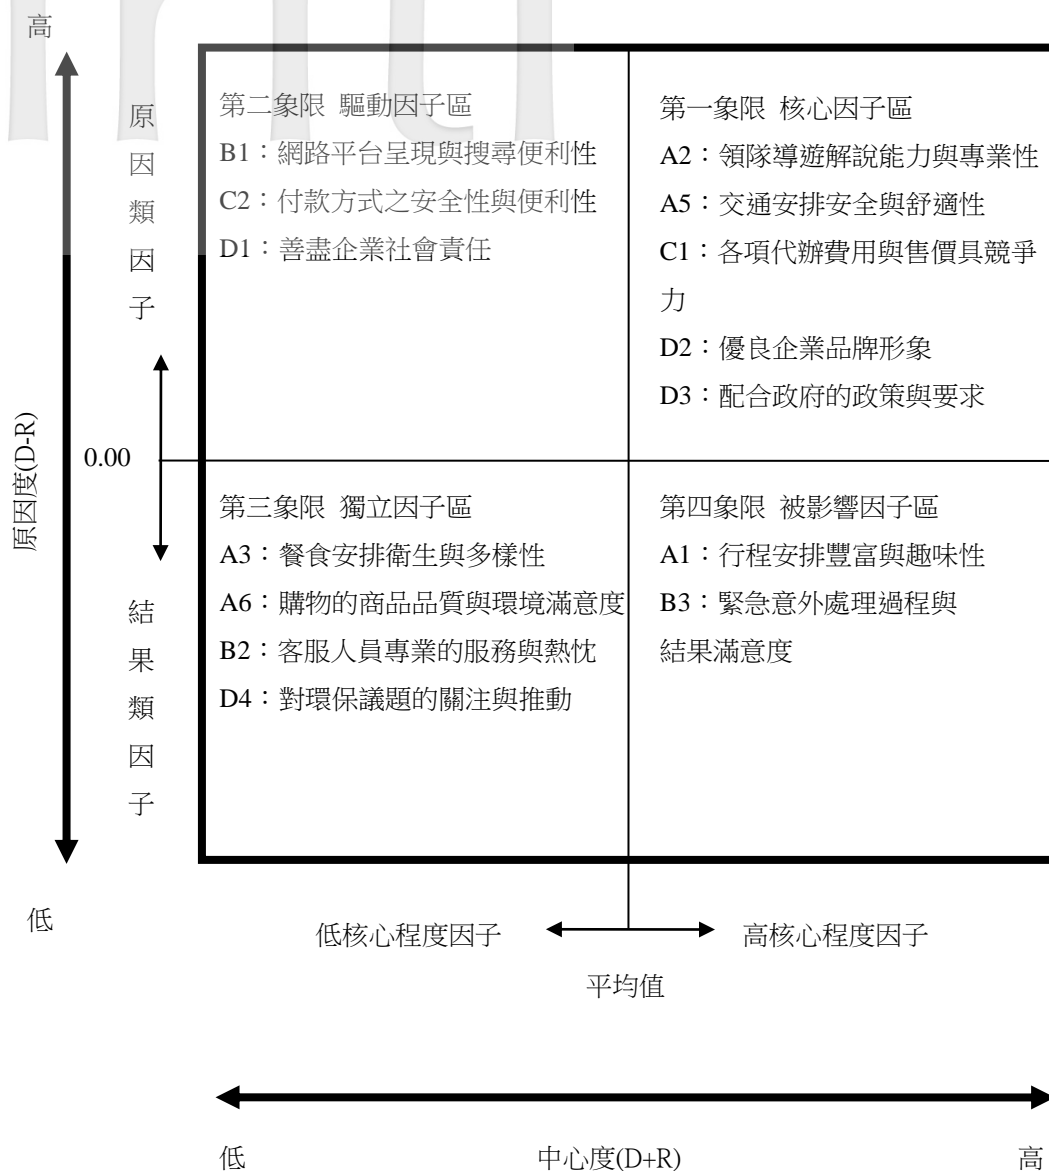 高
原因類因子
第二象限 驅動因子區
B1：網路平台呈現與搜尋便利性
C2：付款方式之安全性與便利性
D1：善盡企業社會責任
第一象限 核心因子區
A2：領隊導遊解說能力與專業性
A5：交通安排安全與舒適性
C1：各項代辦費用與售價具競爭
力
D2：優良企業品牌形象
D3：配合政府的政策與要求
原因度(D-R)
0.00
結果類因子
第三象限 獨立因子區
A3：餐食安排衛生與多樣性
A6：購物的商品品質與環境滿意度
B2：客服人員專業的服務與熱忱
D4：對環保議題的關注與推動
第四象限 被影響因子區
A1：行程安排豐富與趣味性
B3：緊急意外處理過程與
結果滿意度
低
低核心程度因子
高核心程度因子
平均值
低
中心度(D+R)
高